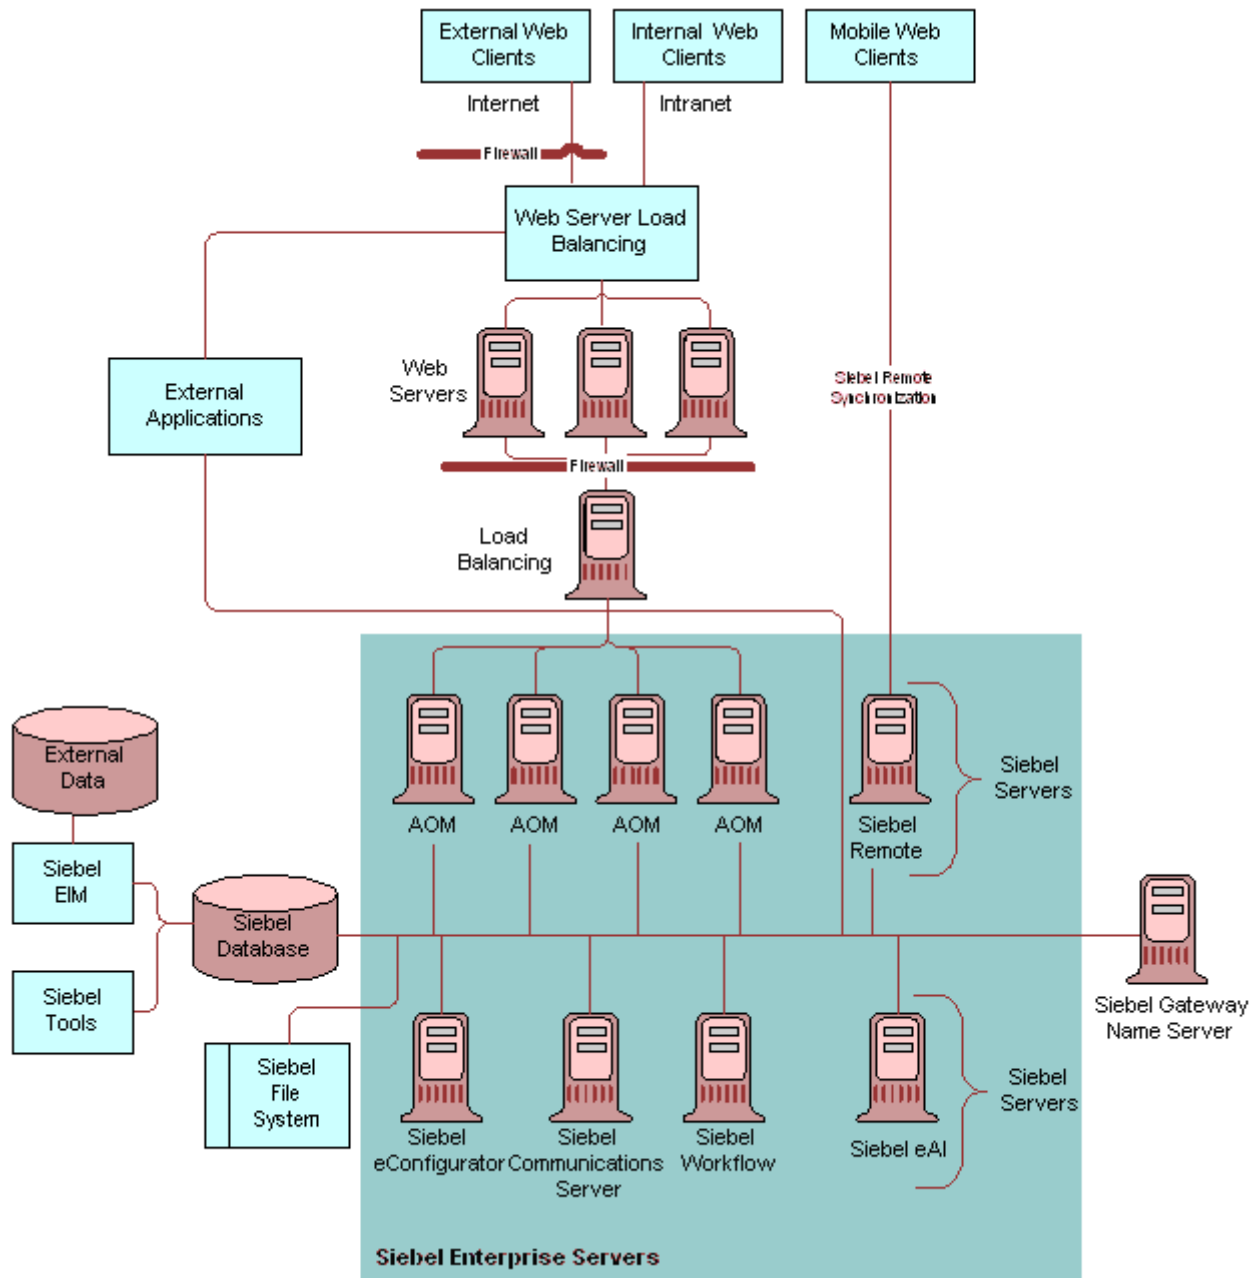 External Web
Clients
Internal Web
Clients
Mobile Web
Clients
Internet
Intranet
Firewall
Web Server Load
Balancing
External
Applications
Web
Servers
Siebel Remote
Synchronization
Firewall
Load
Balancing
External
Data
AOM
AOM
AOM
AOM
Siebel
Remote
Siebel
Servers
Siebel
EIM
Siebel
Database
Siebel
Tools
Siebel
File
System
Siebel Gateway
Name Server
Siebel
eConfigurator
Siebel
Communications
Server
Siebel
Workflow
Siebel eAI
Siebel
Servers
Siebel Enterprise Servers